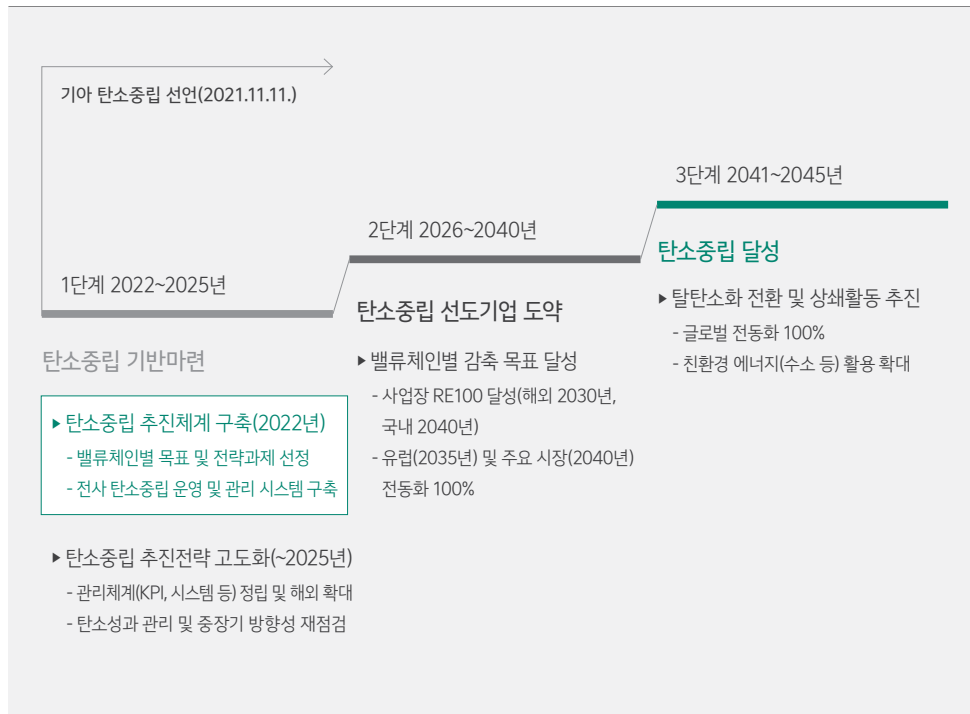 기아 탄소중립 선언(2021.11.11.)
1단계 2022~2025년
탄소중립 기반마련
▸탄소중립 추진체계 구축(2022년)
- 밸류체인별 목표 및 전략과제 선정
- 전사 탄소중립 운영 및 관리 시스템 구축
▸탄소중립 추진전략 고도화(~2025년)
- 관리체계(KPI, 시스템 등) 정립 및 해외 확대
- 탄소성과 관리 및 중장기 방향성 재점검
2단계 2026~2040년
탄소중립 선도기업 도약
▸밸류체인별 감축 목표 달성
- 사업장 RE100 달성(해외 2030년,
국내 2040년)
- 유럽(2035년) 및 주요 시장(2040년)
전동화 100%
3단계 2041~2045년
탄소중립 달성
▸탈탄소화 전환 및 상쇄활동 추진
- 글로벌 전동화 100%
- 친환경 에너지(수소 등) 활용 확대